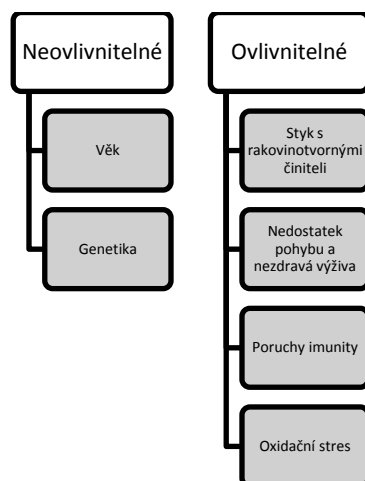 Neovlivnitelné
Věk
Genetika
Ovlivnitelné
Styk s
rakovinotvornými
činiteli
Nedostatek
pohybu a
nezdravá výživa
Poruchy imunity
Oxidační stres